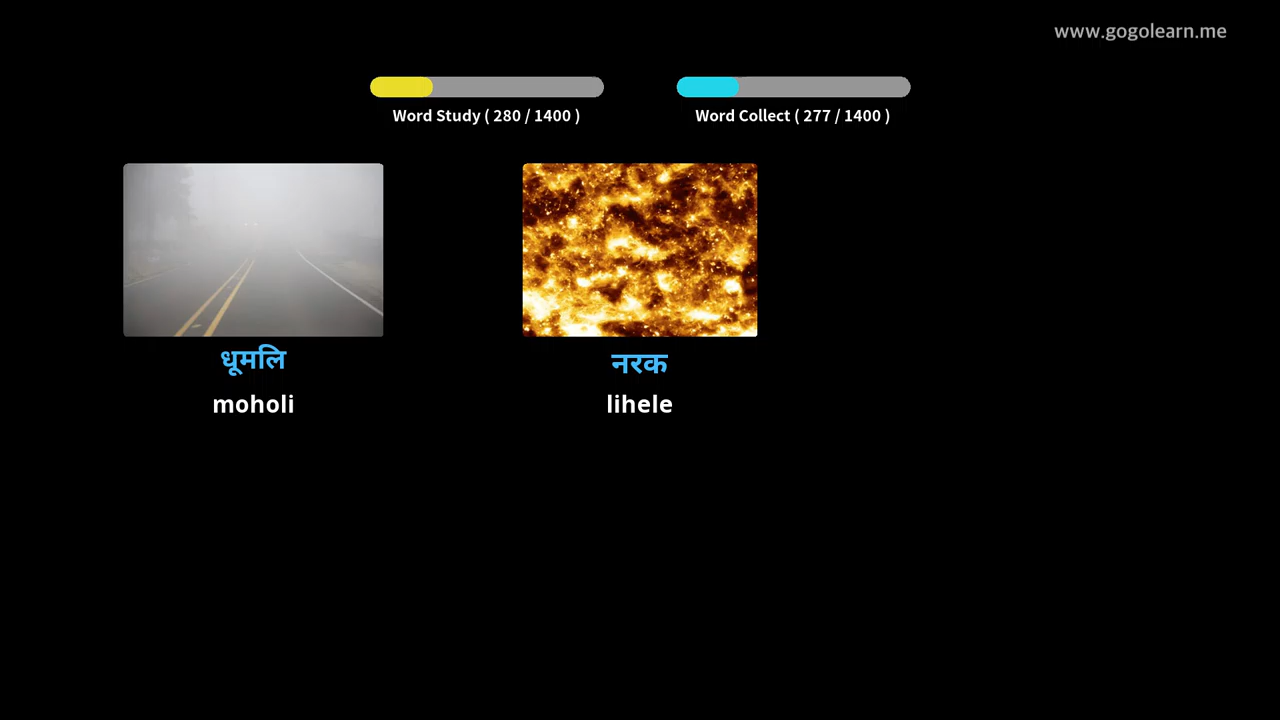 www.gogolearn.me
Word Study ( 280 / 1400 )
Word Collect ( 277 / 1400 )
धूमलि
moholi
नरक
lihele